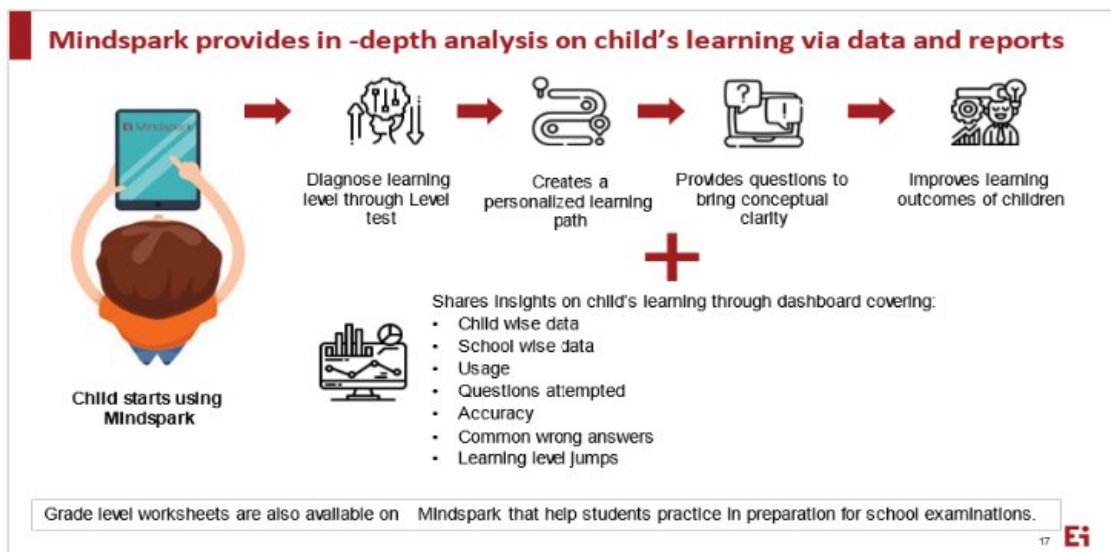 Mindspark provides in -depth analysis on child's learning via data and reports
Ei Mindspark
Diagnose learning
level through Level
test
Creates a
personalized learning
path
Provides questions to
bring conceptual
clarity
Improves learning
outcomes of children
Child starts using
Mindspark
Shares insights on child's learning through dashboard covering:
• Child wise data
• School wise data
• Usage
• Questions attempted
• Accuracy
• Common wrong answers
• Learning level jumps
Grade level worksheets are also available on Mindspark that help students practice in preparation for school examinations.
17 Ei